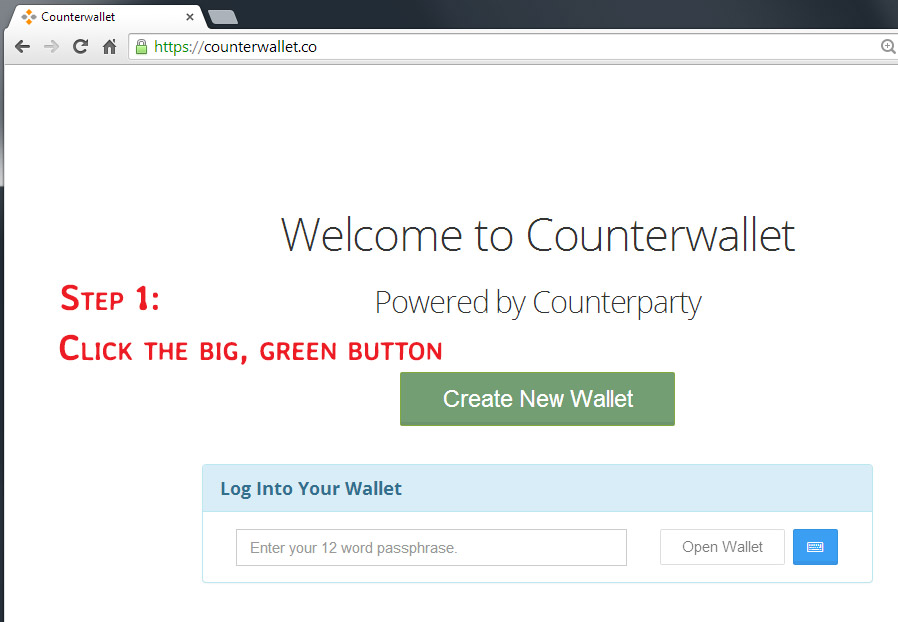 Counterwallet
https://counterwallet.co
Welcome to Counterwallet
Step 1:
Powered by Counterparty
Click the big, green button
Create New Wallet
Log Into Your Wallet
Enter your 12 word passphrase.
Open Wallet